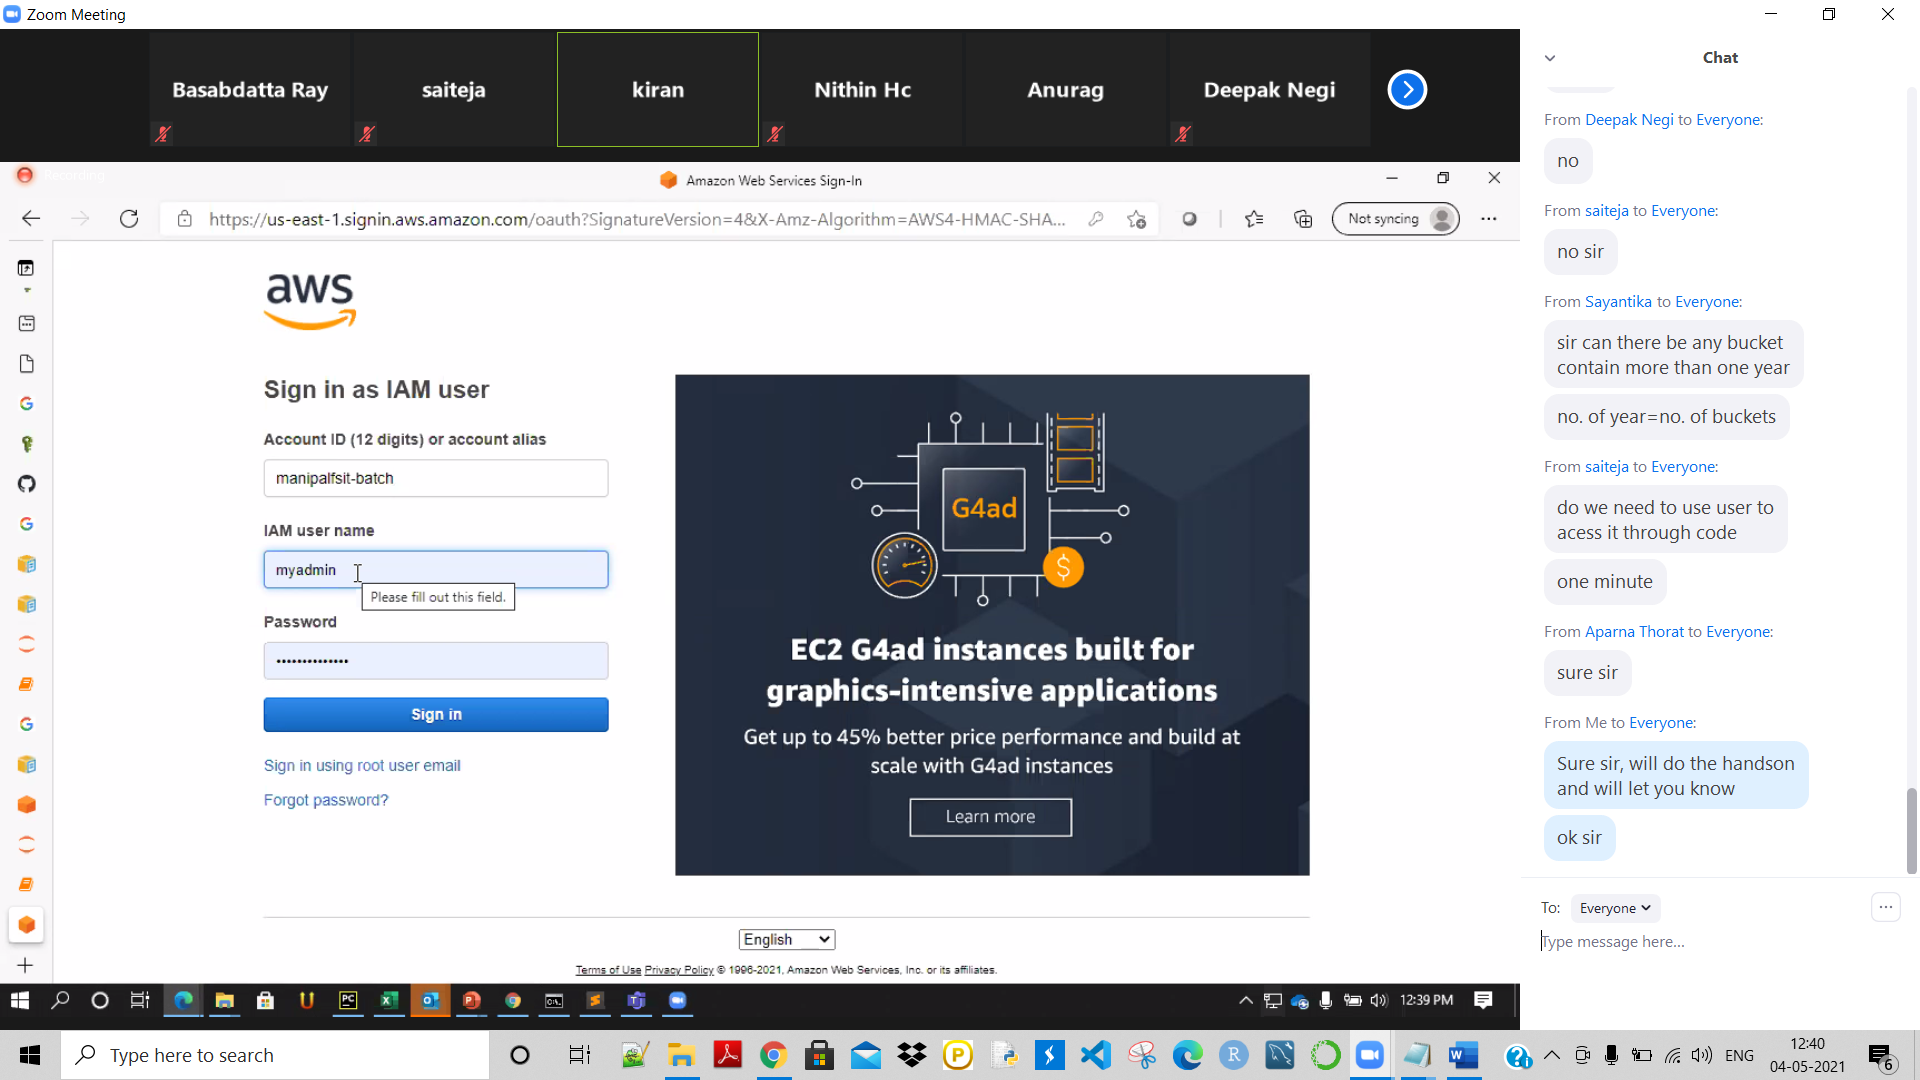 Zoom Meeting
Basabdatta Ray
saiteja
kiran
Nithin Hc
Anurag
Deepak Negi
Amazon Web Services Sign-In
https://us-east-1.signin.aws.amazon.com/oauth?SignatureVersion=4&X-Amz-Algorithm=AWS4-HMAC-SHA...
Not syncing
aws
Sign in as IAM user
Account ID (12 digits) or account alias
manipalfsit-batch
IAM user name
myadmin
Please fill out this field.
Password
Sign in
Sign in using root user email
Forgot password?
G4ad
$
EC2 G4ad instances built for
graphics-intensive applications
Get up to 45% better price performance and build at
scale with G4ad instances
Learn more
English
Terms of Use Privacy Policy © 1996-2021, Amazon Web Services, Inc. or its affiliates.
12:39 PM
Chat
From Deepak Negi to Everyone:
no
From saiteja to Everyone:
no sir
From Sayantika to Everyone:
sir can there be any bucket
contain more than one year
no. of year=no. of buckets
From saiteja to Everyone:
do we need to use user to
acess it through code
one minute
From Aparna Thorat to Everyone:
sure sir
From Me to Everyone:
Sure sir, will do the handson
and will let you know
ok sir
To: Everyone
Type message here...
Type here to search
ENG
12:40
04-05-2021
6